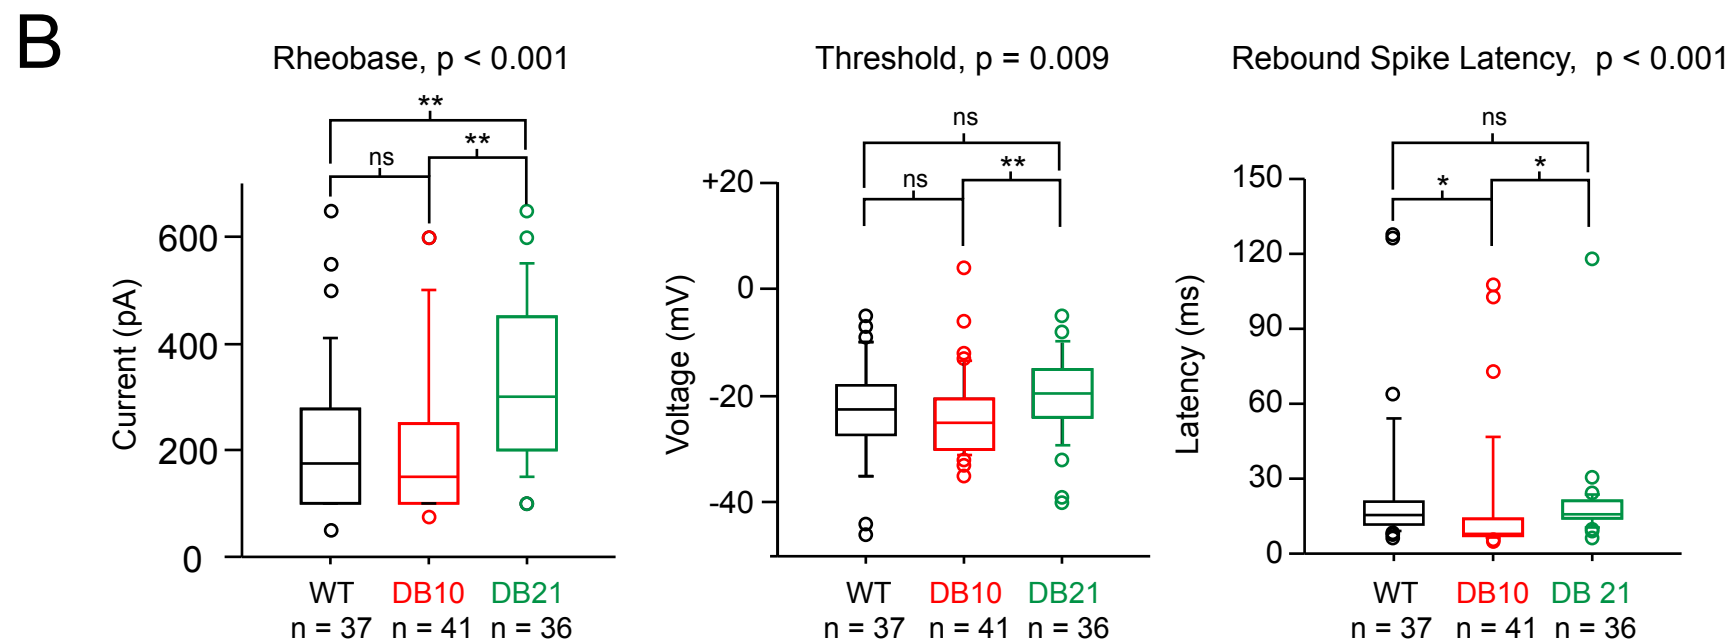 B
Rheobase, p < 0.001
**
**
ns
600
400
200
0
Current (pA)
WT DB10 DB21
n = 37 n = 41 n = 36
Threshold, p = 0.009
ns
**
ns
+20
0
-20
-40
Voltage (mV)
WT DB10 DB21
n = 37 n = 41 n = 36
Rebound Spike Latency, p < 0.001
ns
*
*
150
120
90
60
30
0
Latency (ms)
WT DB10 DB 21
n = 37 n = 41 n = 36